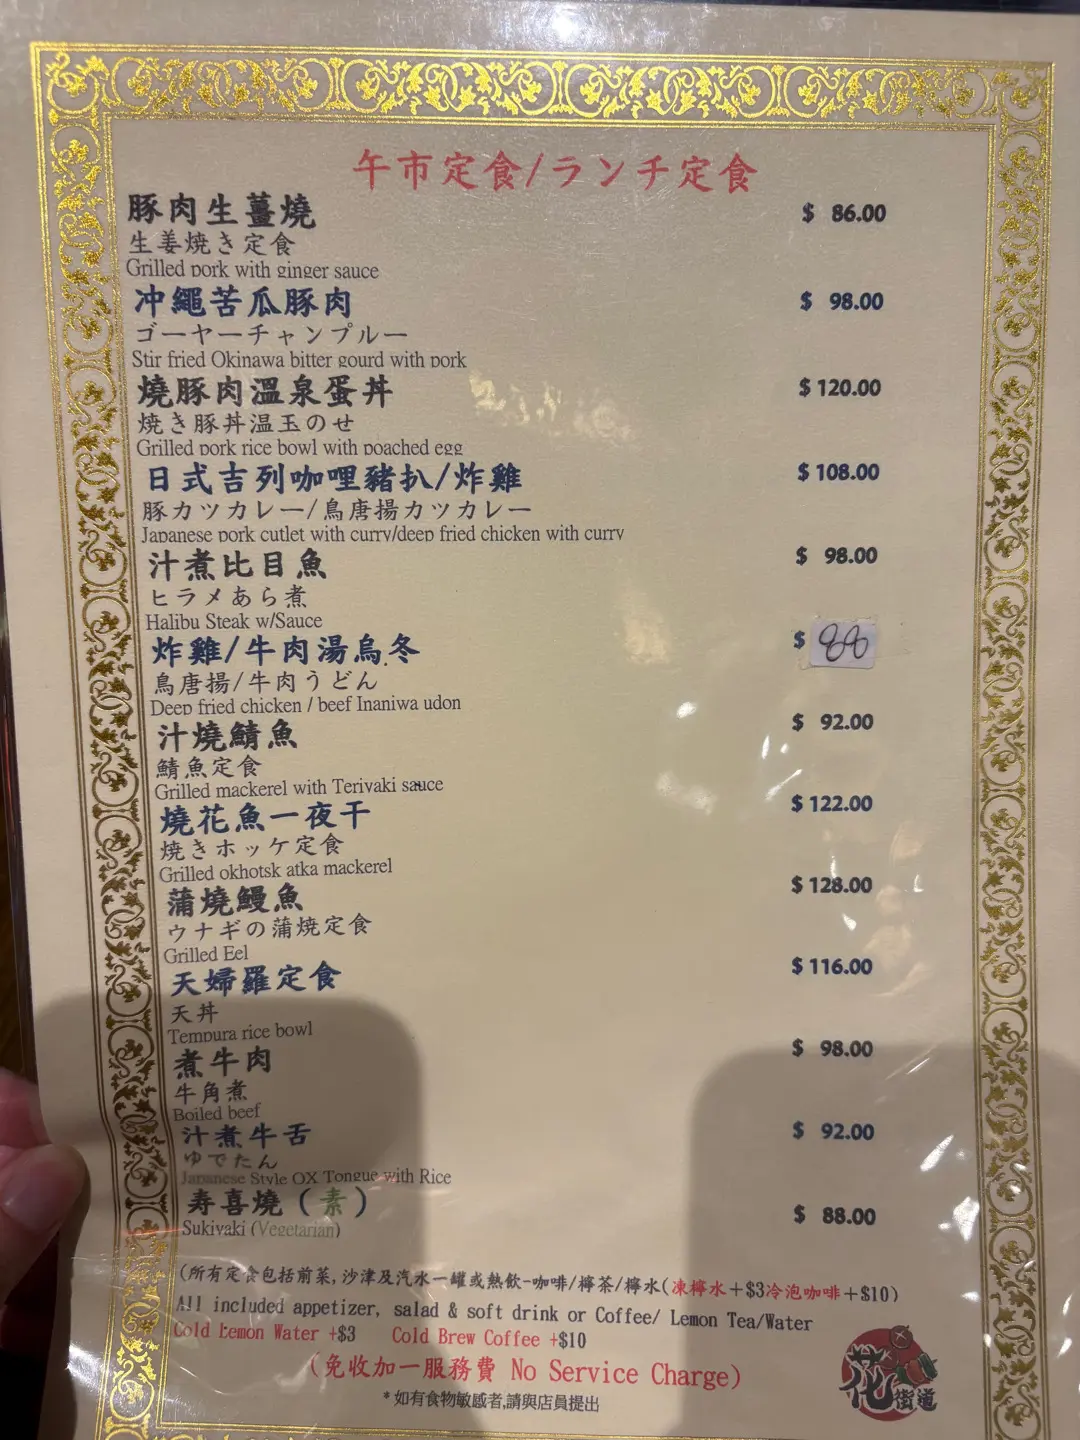 午市定食/ランチ定食
豚肉生薑燒 $ 86.00
生姜焼き定食
Grilled pork with ginger sauce
冲繩苦瓜豚肉 $ 98.00
ゴーヤーチャンプルー
Stir fried Okinawa bitter gourd with pork
燒豚肉溫泉蛋丼 $ 120.00
焼き豚丼温玉のせ
Grilled pork rice bowl with poached egg
日式吉列咖哩豬扒/炸雞 $ 108.00
豚カツカレー/鳥唐揚カツカレー
Japanese pork cutlet with curry/deep fried chicken with curry
汁煮比目魚 $ 98.00
ヒラメあら煮
Halibu Steak w/Sauce
炸雞/牛肉湯烏冬 $ 88
鳥唐揚/牛肉うどん
Deep fried chicken / beef Inaniwa udon
汁燒鯖魚 $ 92.00
鯖魚定食
Grilled mackerel with Teriyaki sauce
燒花魚一夜干 $ 122.00
焼きホッケ定食
Grilled okhotsk atka mackerel
蒲燒鰻魚 $ 128.00
ウナギの蒲焼定食
Grilled Eel
天婦羅定食 $ 116.00
天丼
Tempura rice bowl
煮牛肉 $ 98.00
牛角煮
Boiled beef
汁煮牛舌 $ 92.00
ゆでたん
Japanese Style OX Tongue with Rice
寿喜燒（素） $ 88.00
Sukiyaki (Vegetarian)
(所有定食包括前菜,沙津及汽水一罐或熱飲-咖啡/檸茶/檸水(凍檸水＋$3冷泡咖啡＋$10)
All included appetizer, salad & soft drink or Coffee/ Lemon Tea/Water
Cold Lemon Water +$3 Cold Brew Coffee +$10
(免收加一服務費 No Service Charge)
*如有食物敏感者,請與店員提出
花街道